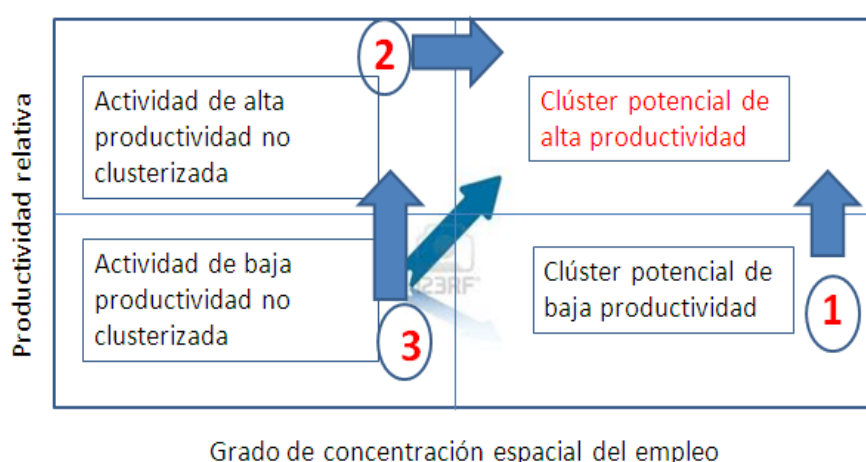 2
Actividad de alta
productividad no
clusterizada
Clúster potencial de
alta productividad
Productividad relativa
Actividad de baja
productividad no
clusterizada
Clúster potencial de
baja productividad
1
3
23RF
Grado de concentración espacial del empleo